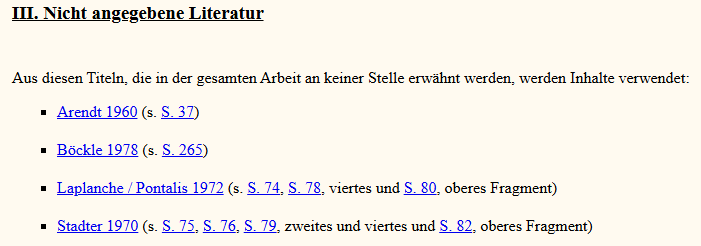 III. Nicht angegebene Literatur
Aus diesen Titeln, die in der gesamten Arbeit an keiner Stelle erwähnt werden, werden Inhalte verwendet:
▪ Arendt 1960 (s. S. 37)
▪ Böckle 1978 (s. S. 265)
▪ Laplanche / Pontalis 1972 (s. S. 74, S. 78, viertes und S. 80, oberes Fragment)
▪ Stadter 1970 (s. S. 75, S. 76, S. 79, zweites und viertes und S. 82, oberes Fragment)